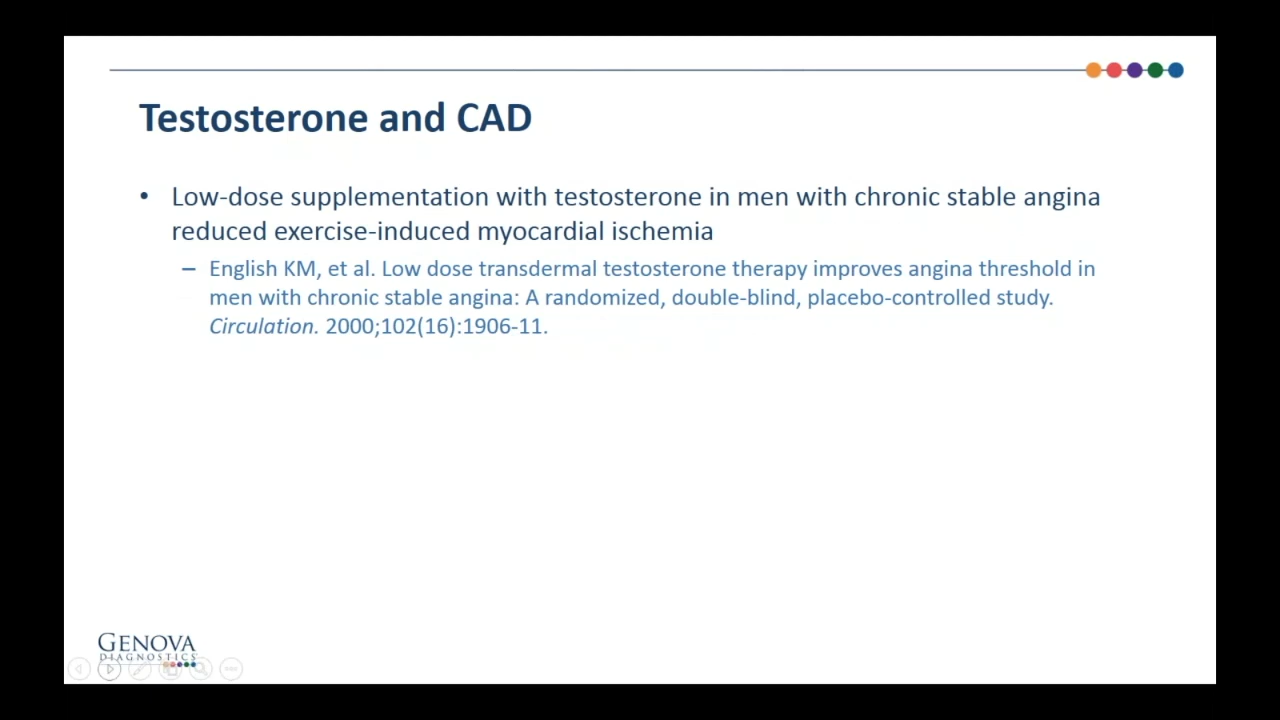 Testosterone and CAD
• Low-dose supplementation with testosterone in men with chronic stable angina
reduced exercise-induced myocardial ischemia
– English KM, et al. Low dose transdermal testosterone therapy improves angina threshold in
men with chronic stable angina: A randomized, double-blind, placebo-controlled study.
Circulation. 2000;102(16):1906-11.
GENOVA
DIAGNOSTICS